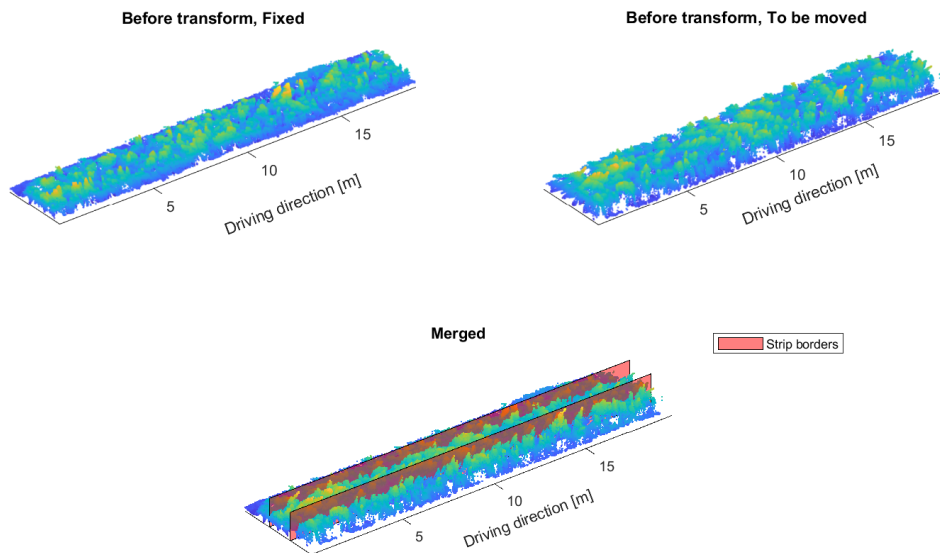 Before transform, Fixed
Before transform, To be moved
5
10
15
Driving direction [m]
5
10
15
Driving direction [m]
Merged
Strip borders
5
10
15
Driving direction [m]